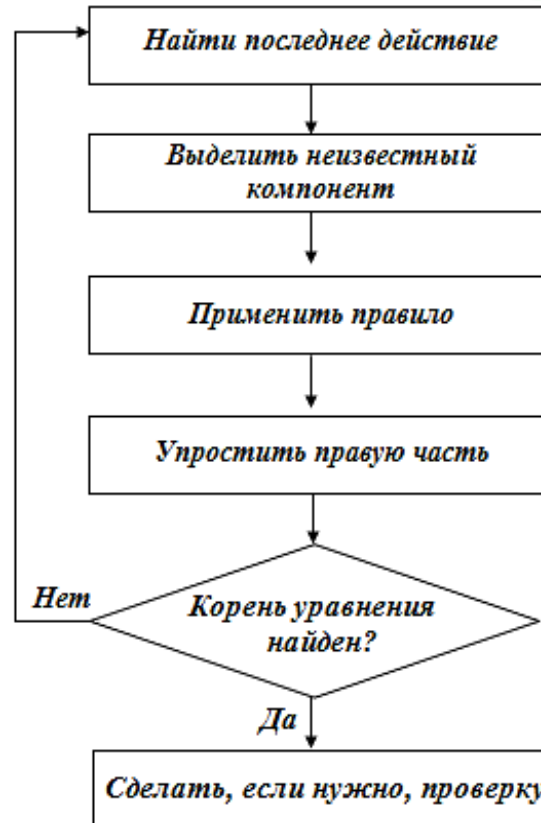 Найти последнее действие
Выделить неизвестный
компонент
Применить правило
Упростить правую часть
Нет
Корень уравнения
найден?
Да
Сделать, если нужно, проверку